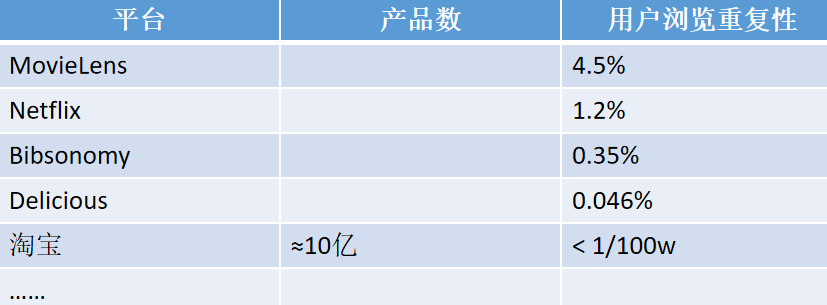 平台 产品数 用户浏览重复性
MovieLens 4.5%
Netflix 1.2%
Bibsonomy 0.35%
Delicious 0.046%
淘宝 ≈10亿 < 1/100w
……